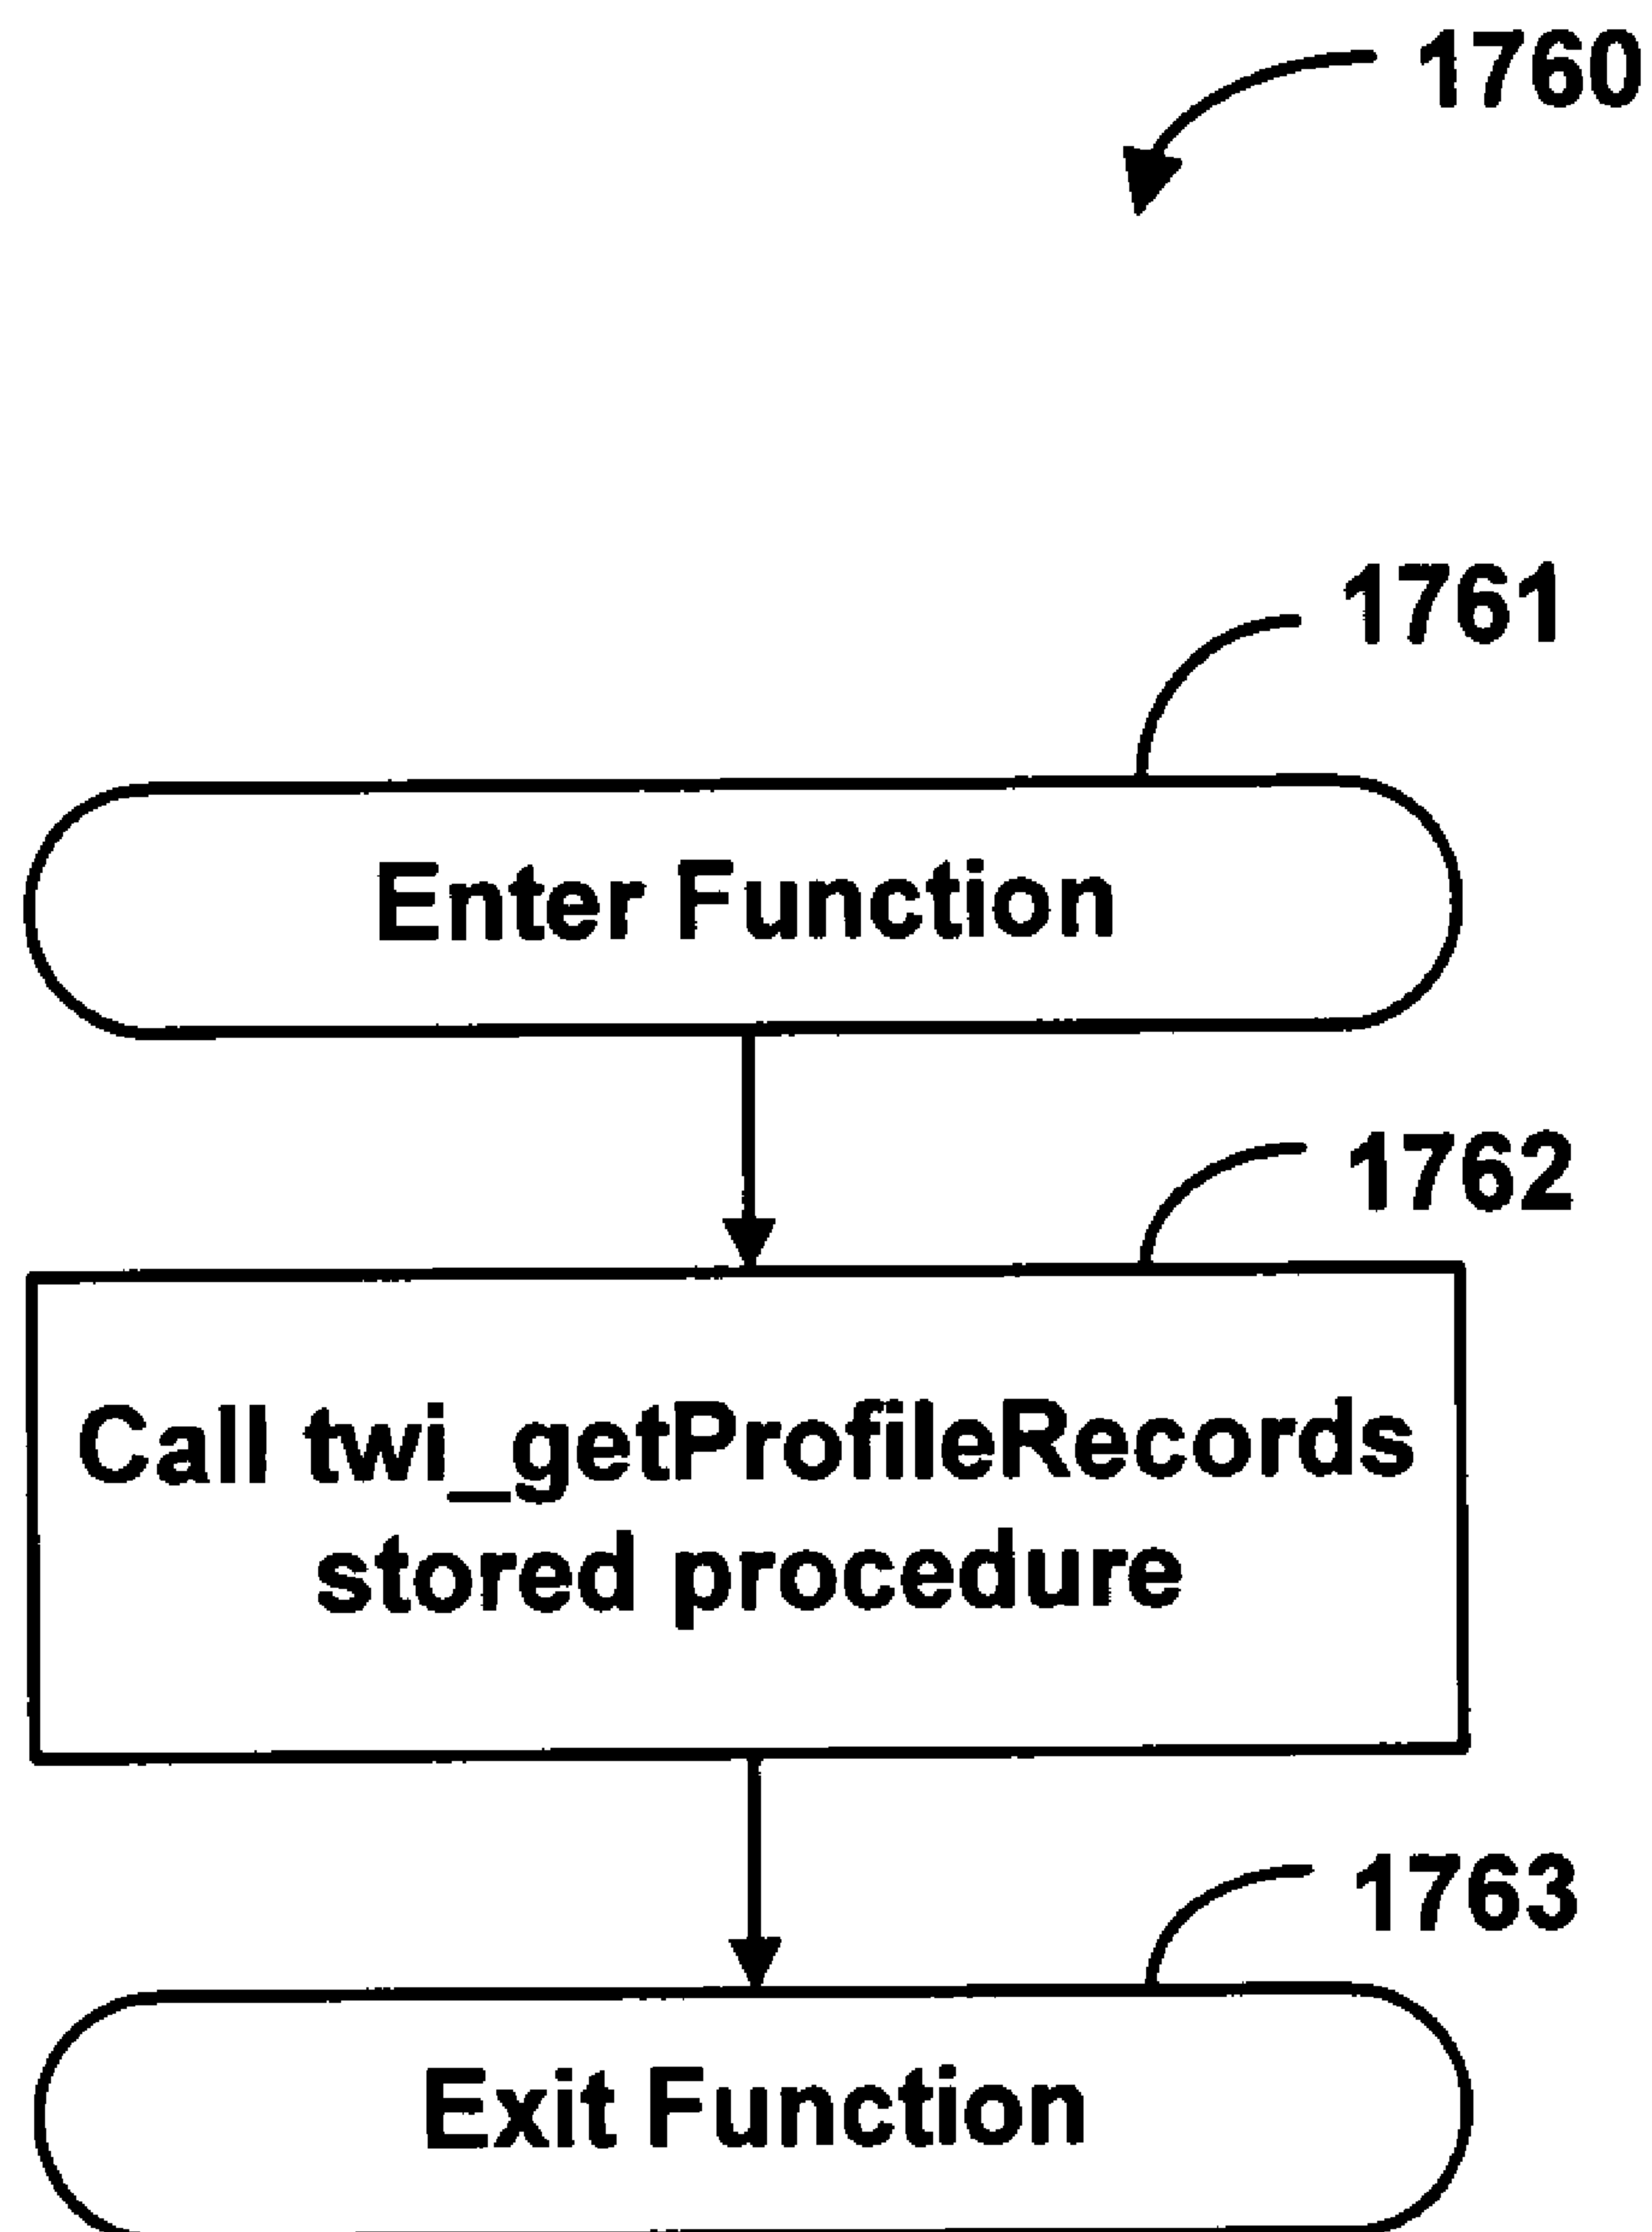 1760
1761
Enter Function
1762
Call twi_getProfileRecords
stored procedure
1763
Exit Function